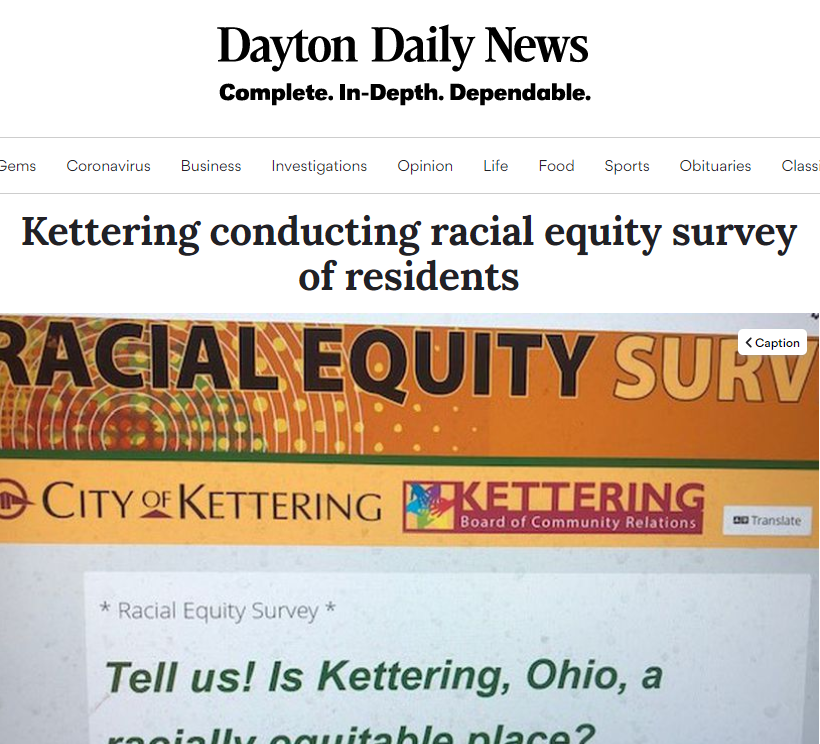 Dayton Daily News
Complete. In-Depth. Dependable.
Gems Coronavirus Business Investigations Opinion Life Food Sports Obituaries Classi
Kettering conducting racial equity survey
of residents
Caption
RACIAL EQUITY SURV
CITY OF KETTERING
KETTERING
Board of Community Relations
Translate
* Racial Equity Survey *
Tell us! Is Kettering, Ohio, a
racially equitable place?